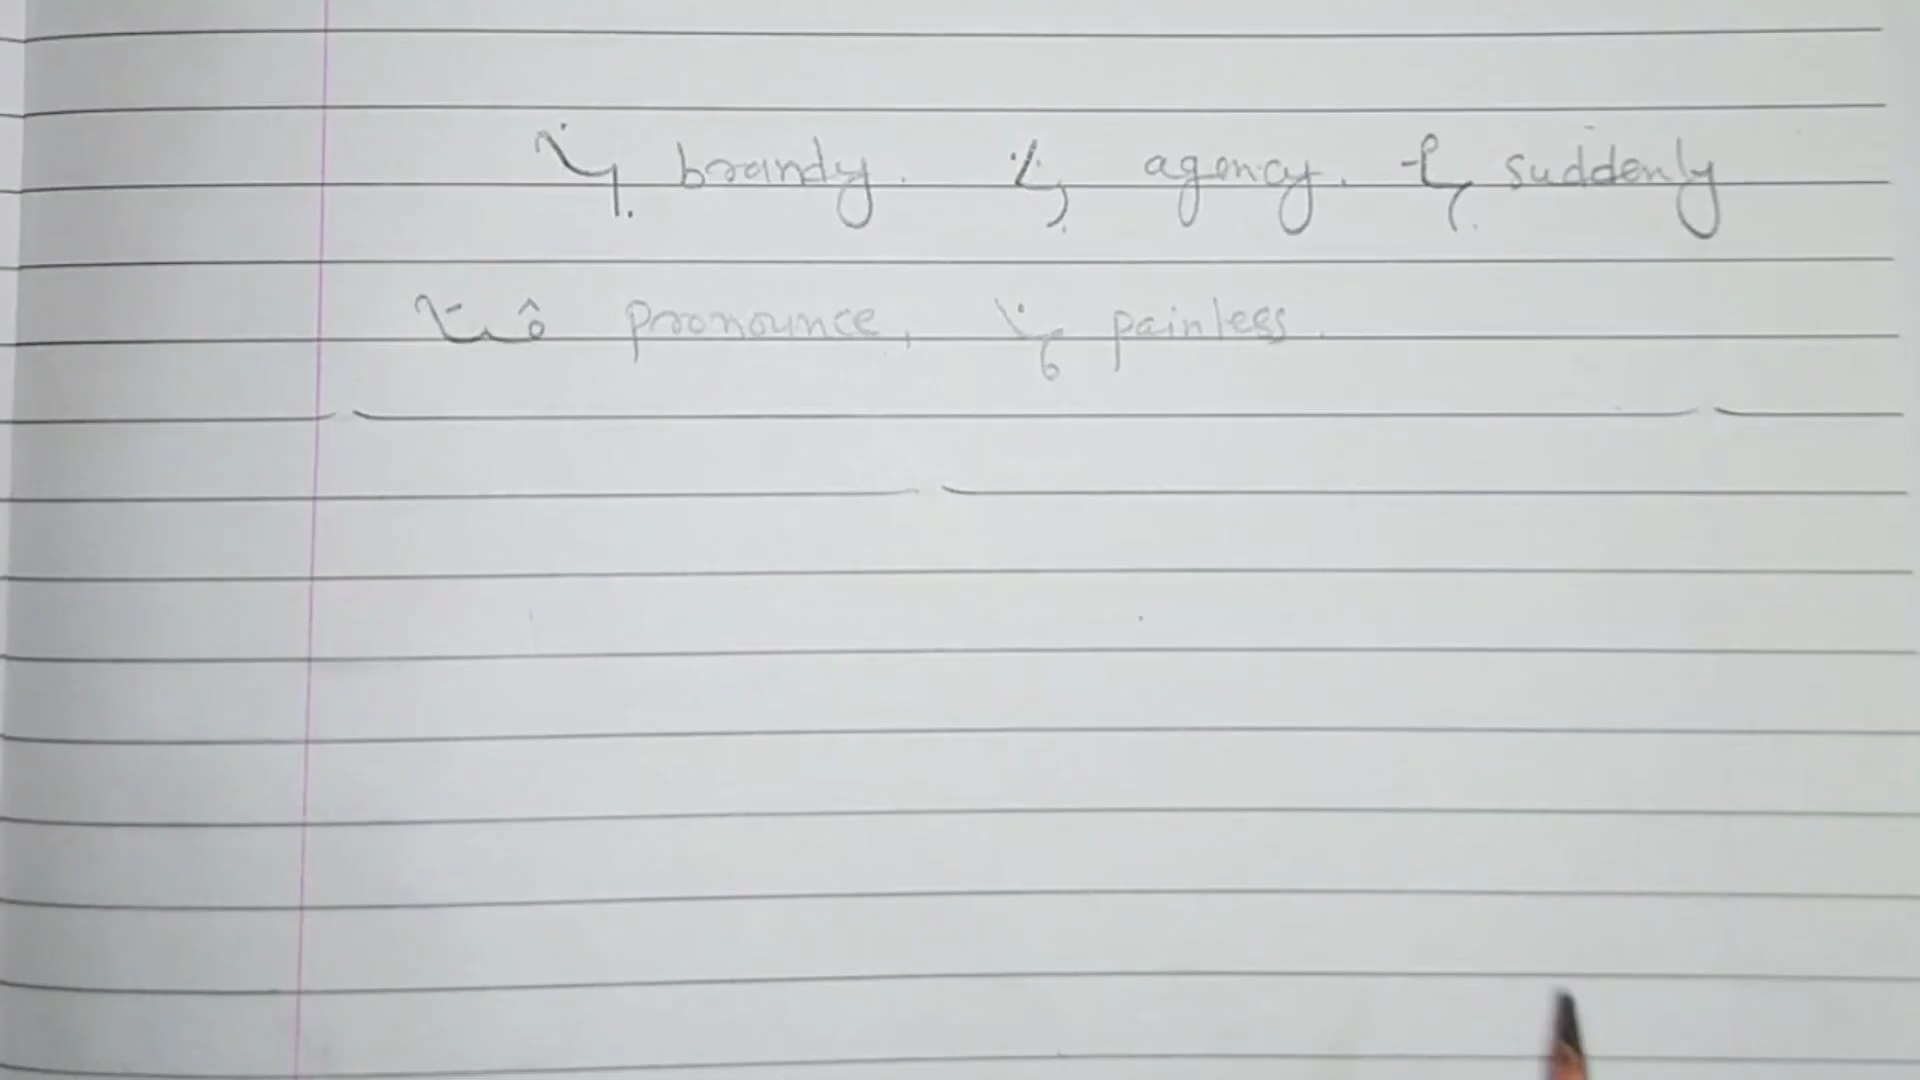 brandy. agency. suddenly
pronounce, painless.